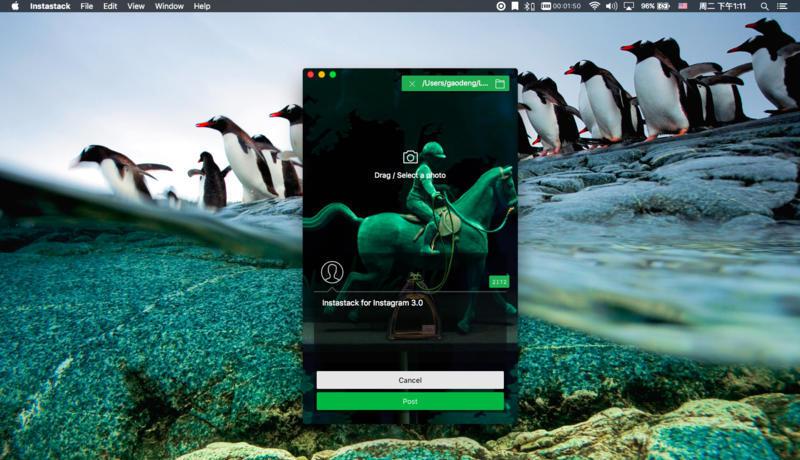 Instastack File Edit View Window Help 00:01:50 96% 周二 下午1:11
/Users/gaodeng/L...
Drag / Select a photo
2172
Instastack for Instagram 3.0
Cancel
Post